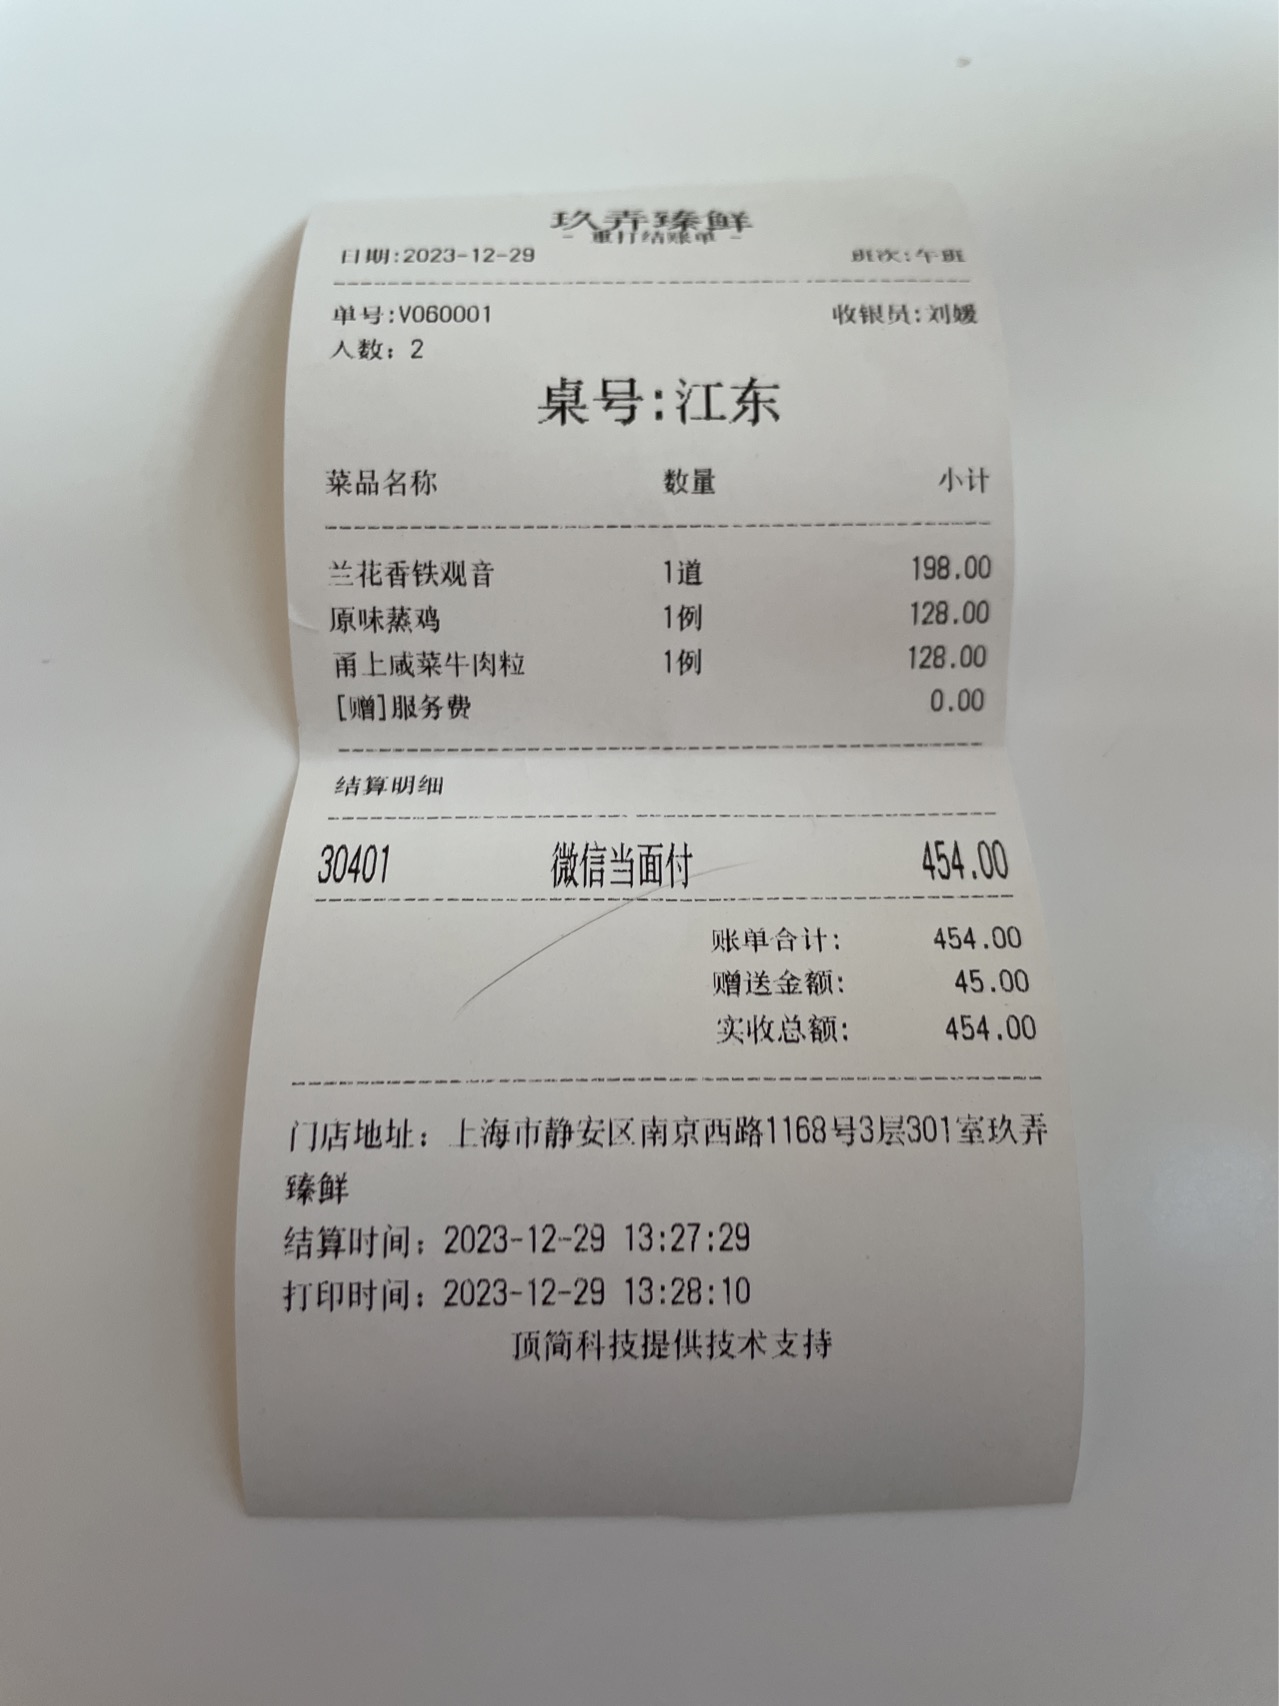 玖弄臻鲜
- 重打结账单 -
日期:2023-12-29 班次:午班
单号:V060001 收银员:刘媛
人数：2
桌号:江东
菜品名称 数量 小计
兰花香铁观音 1道 198.00
原味蒸鸡 1例 128.00
甬上咸菜牛肉粒 1例 128.00
[赠]服务费 0.00
结算明细
30401 微信当面付 454.00
账单合计: 454.00
赠送金额: 45.00
实收总额: 454.00
门店地址：上海市静安区南京西路1168号3层301室玖弄
臻鲜
结算时间：2023-12-29 13:27:29
打印时间：2023-12-29 13:28:10
顶简科技提供技术支持